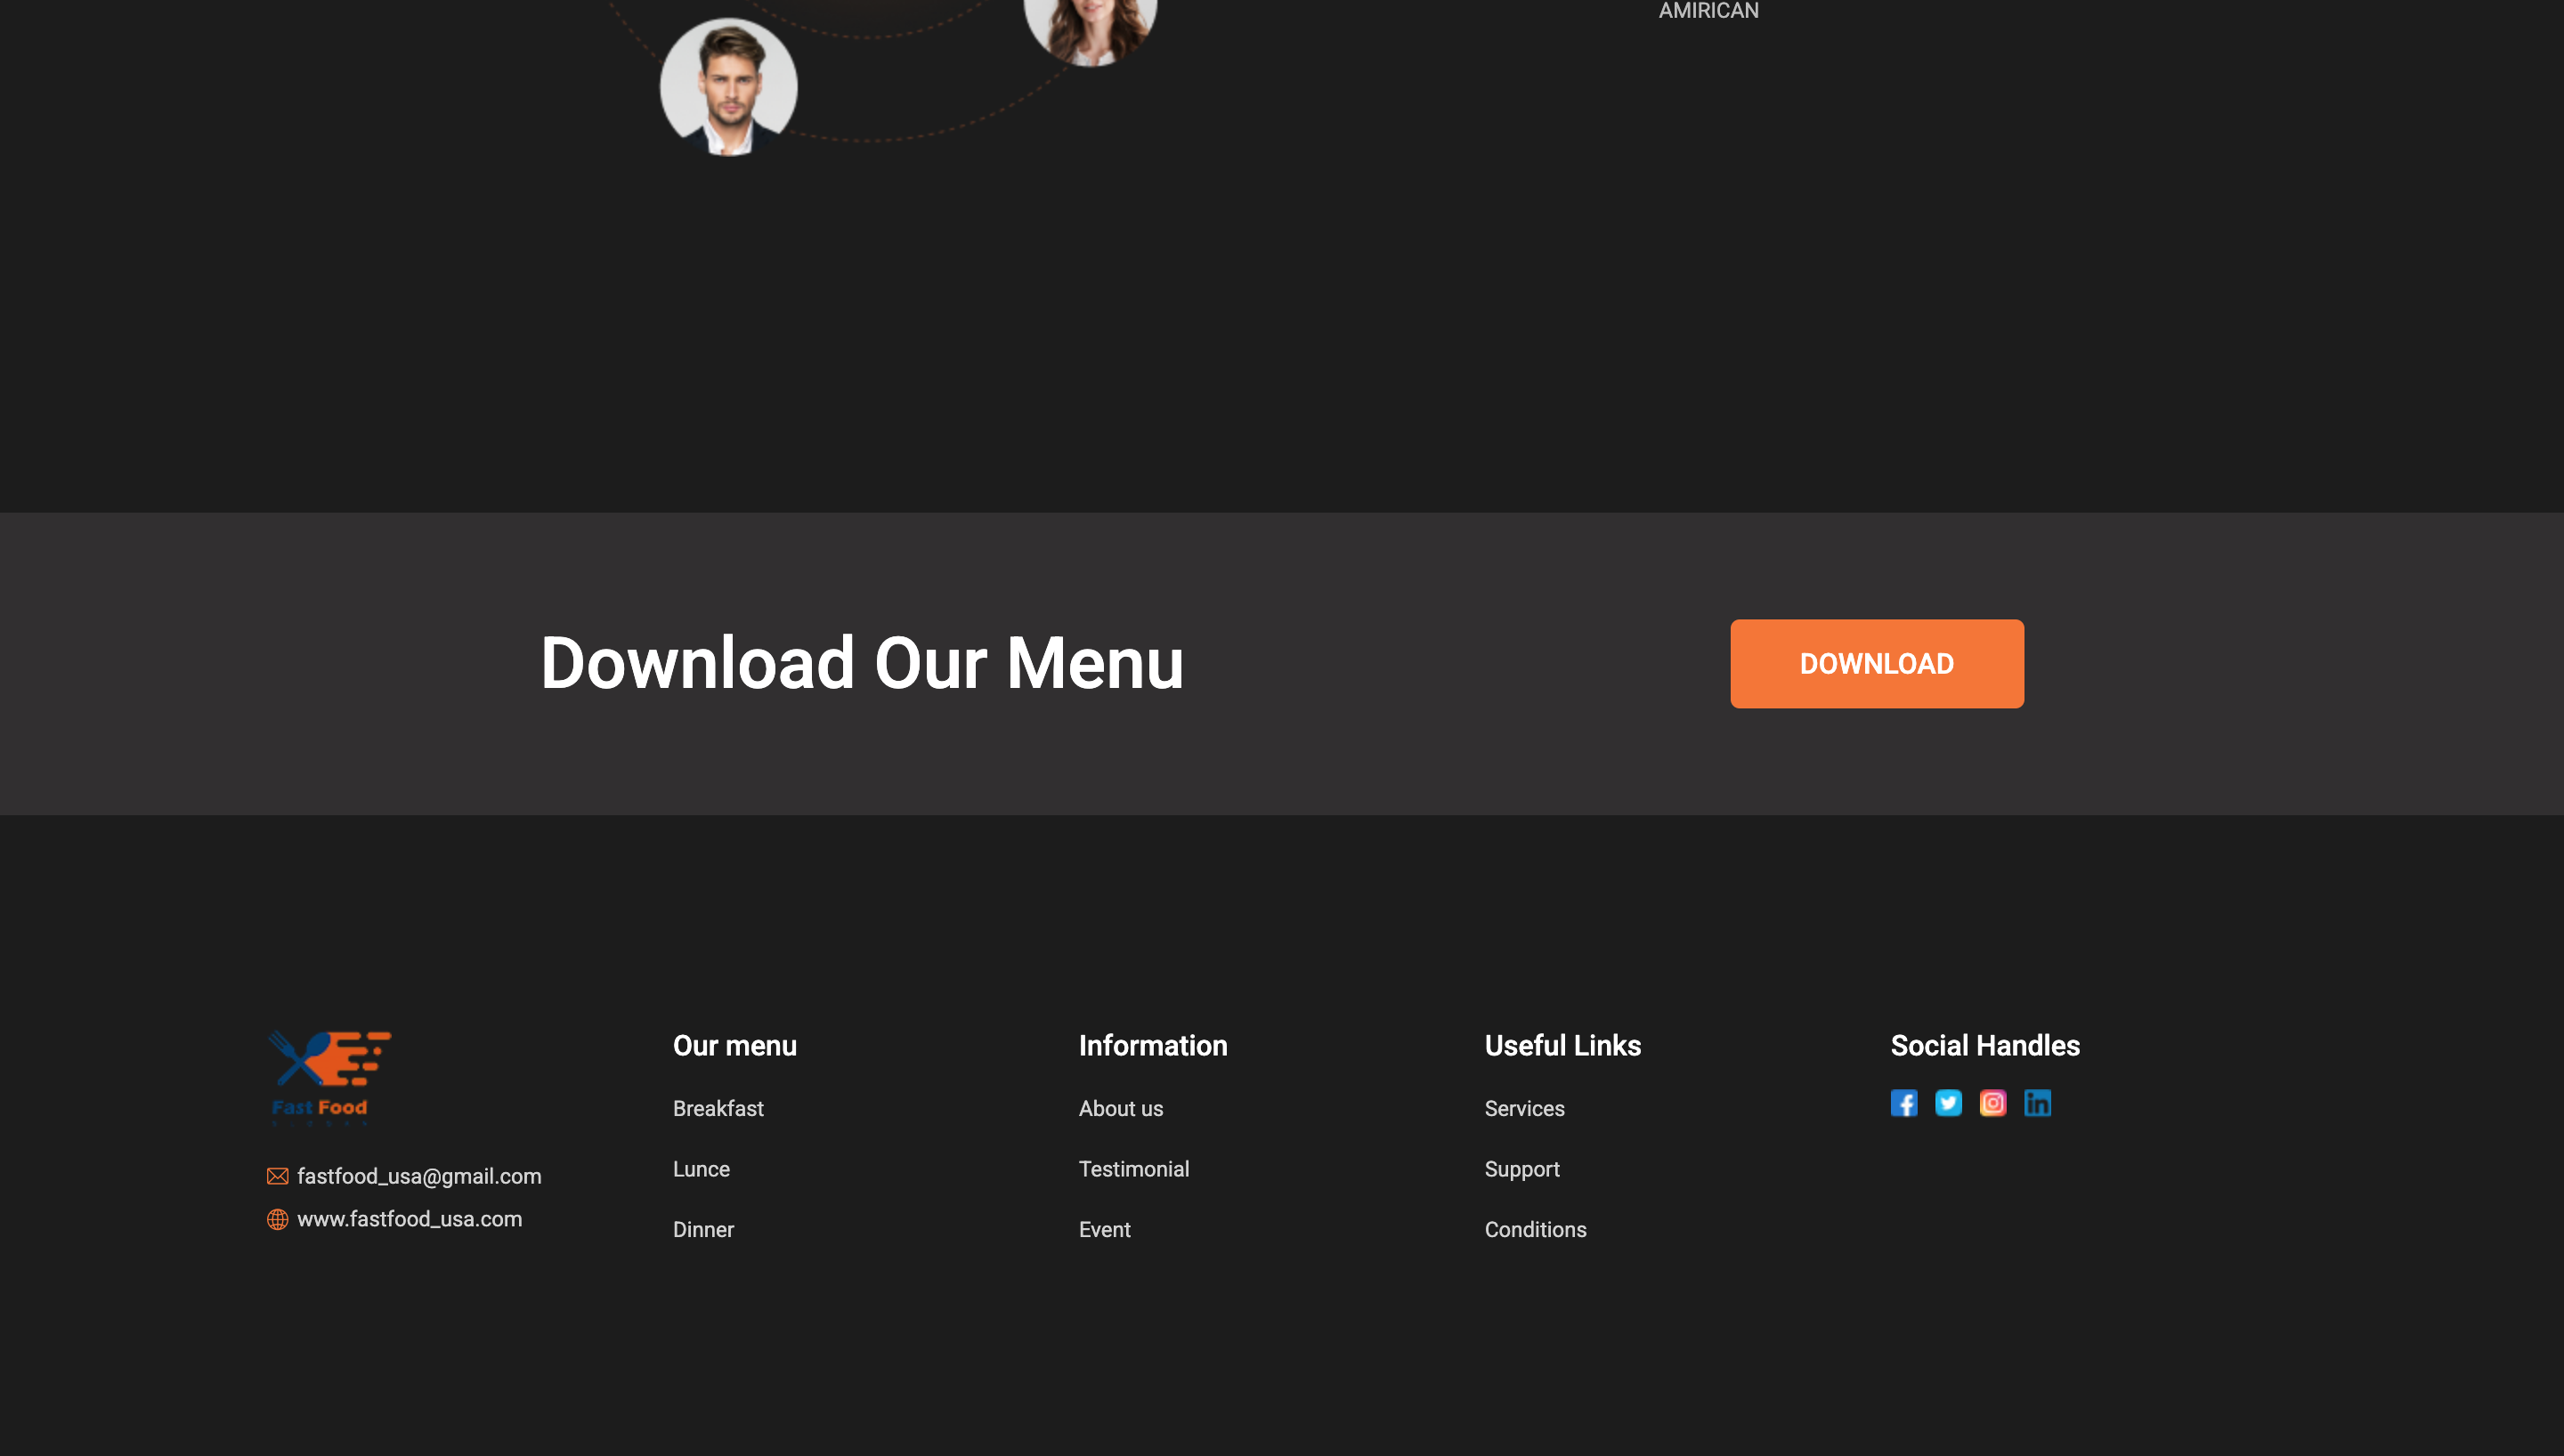 AMIRICAN
Download Our Menu
DOWNLOAD
Fast Food
fastfood_usa@gmail.com
www.fastfood_usa.com
Our menu
Breakfast
Lunce
Dinner
Information
About us
Testimonial
Event
Useful Links
Services
Support
Conditions
Social Handles